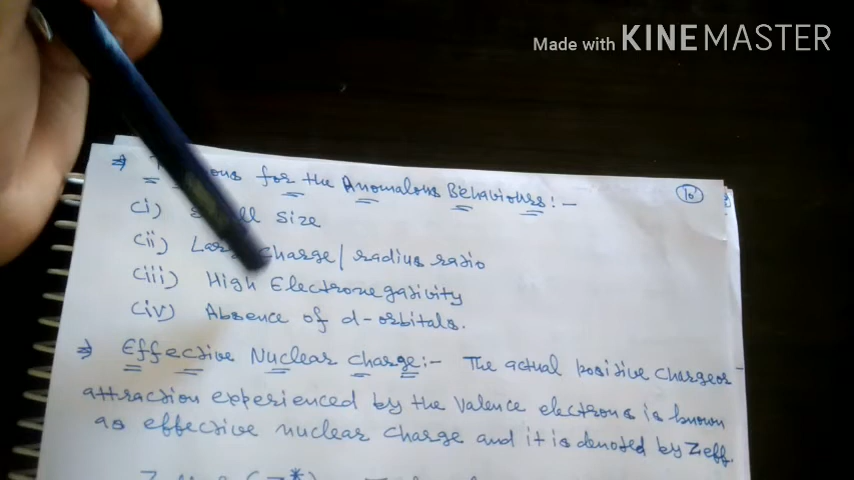 Made with KINEMASTER
⇒ for the Anomalous Behaviours:- 10
(i) Size
(ii) Charge/radius ratio
(iii) High Electronegativity
(iv) Absence of d-orbitals.
⇒ Effective Nuclear charge:- The actual positive charge or
attraction experienced by the valence electrons is known
as effective nuclear charge and it is denoted by Zeff.